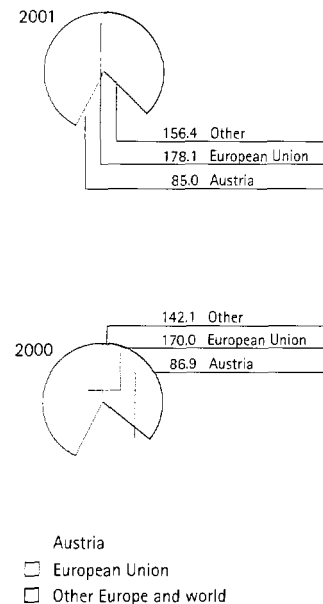 2001
156.4 Other
178.1 European Union
85.0 Austria
142.1 Other
2000
170.0 European Union
86.9 Austria
Austria
European Union
Other Europe and world